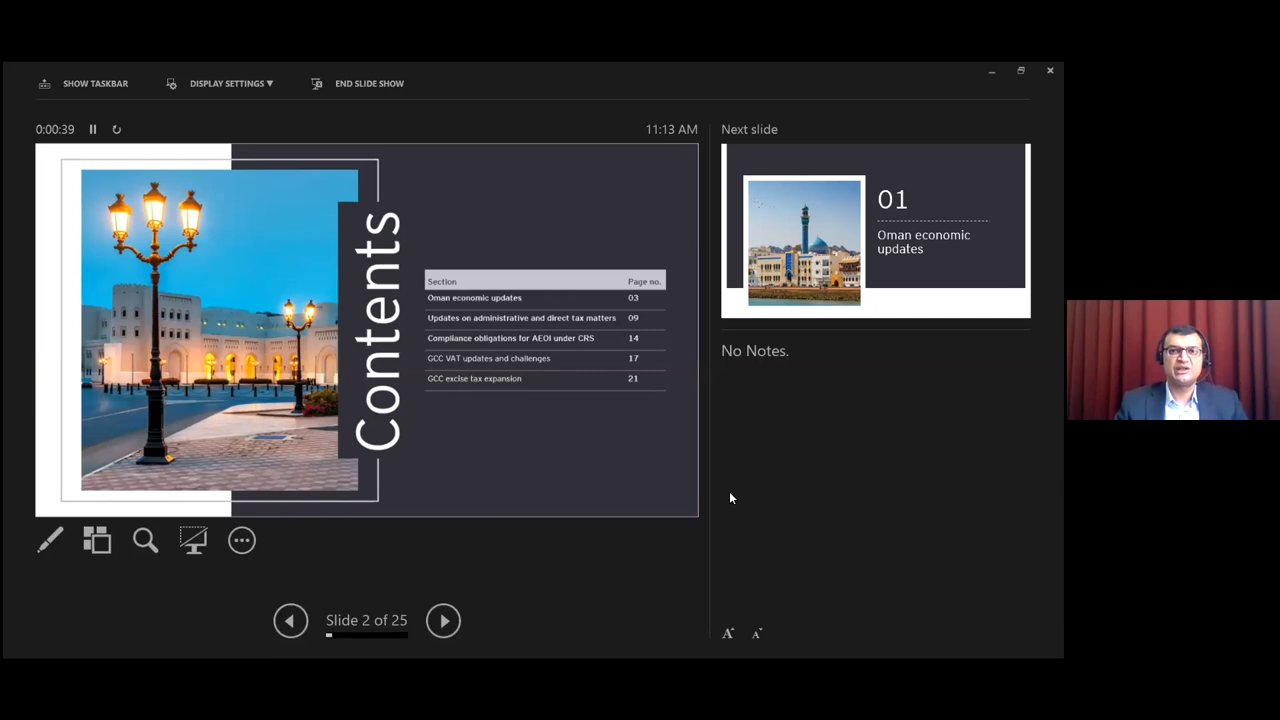 SHOW TASKBAR
DISPLAY SETTINGS ▼
END SLIDE SHOW
0:00:39
11:13 AM
Contents
Section Page no.
Oman economic updates 03
Updates on administrative and direct tax matters 09
Compliance obligations for AEOI under CRS 14
GCC VAT updates and challenges 17
GCC excise tax expansion 21
Slide 2 of 25
Next slide
01
Oman economic
updates
No Notes.
A A